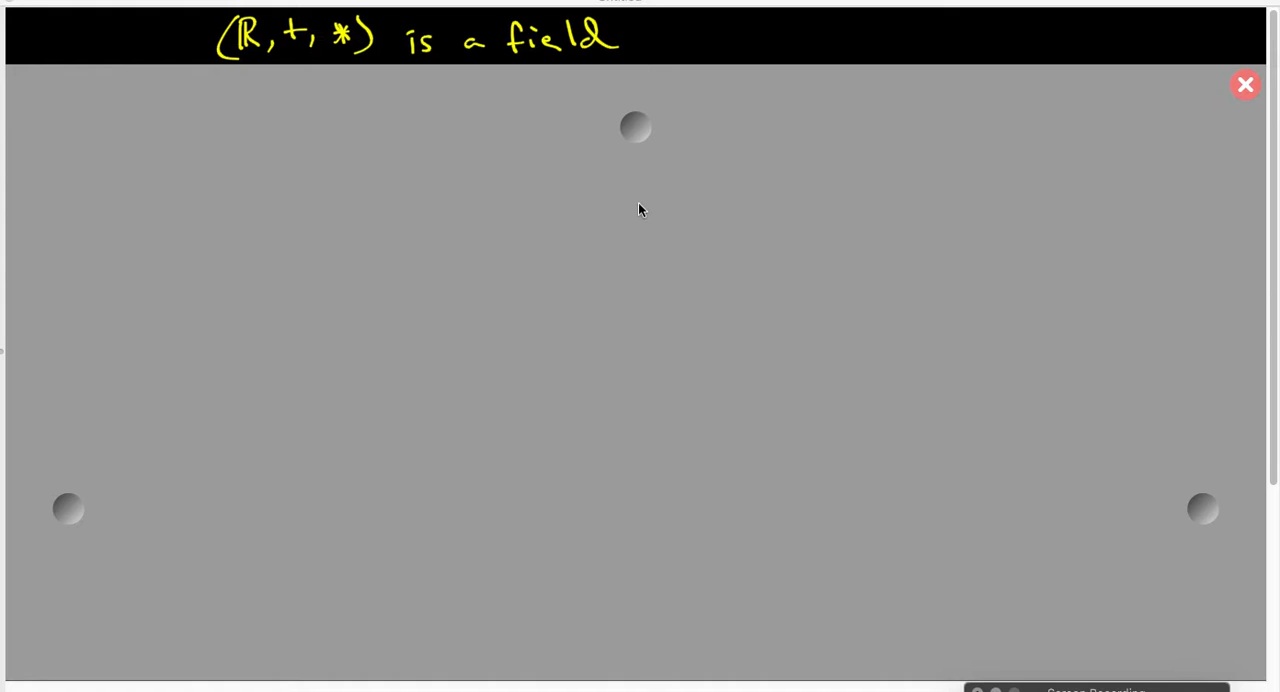 (ℝ, +, *) is a field